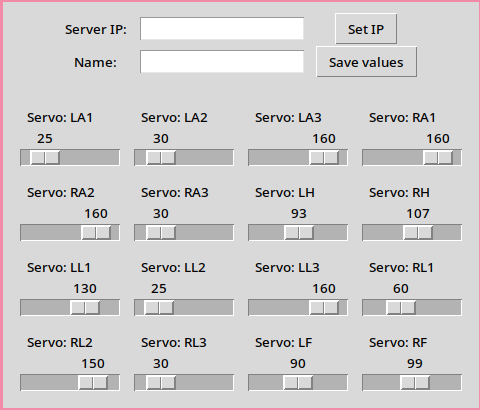 Server IP: Set IP
Name: Save values
Servo: LA1 Servo: LA2 Servo: LA3 Servo: RA1
25 30 160 160
Servo: RA2 Servo: RA3 Servo: LH Servo: RH
160 30 93 107
Servo: LL1 Servo: LL2 Servo: LL3 Servo: RL1
130 25 160 60
Servo: RL2 Servo: RL3 Servo: LF Servo: RF
150 30 90 99